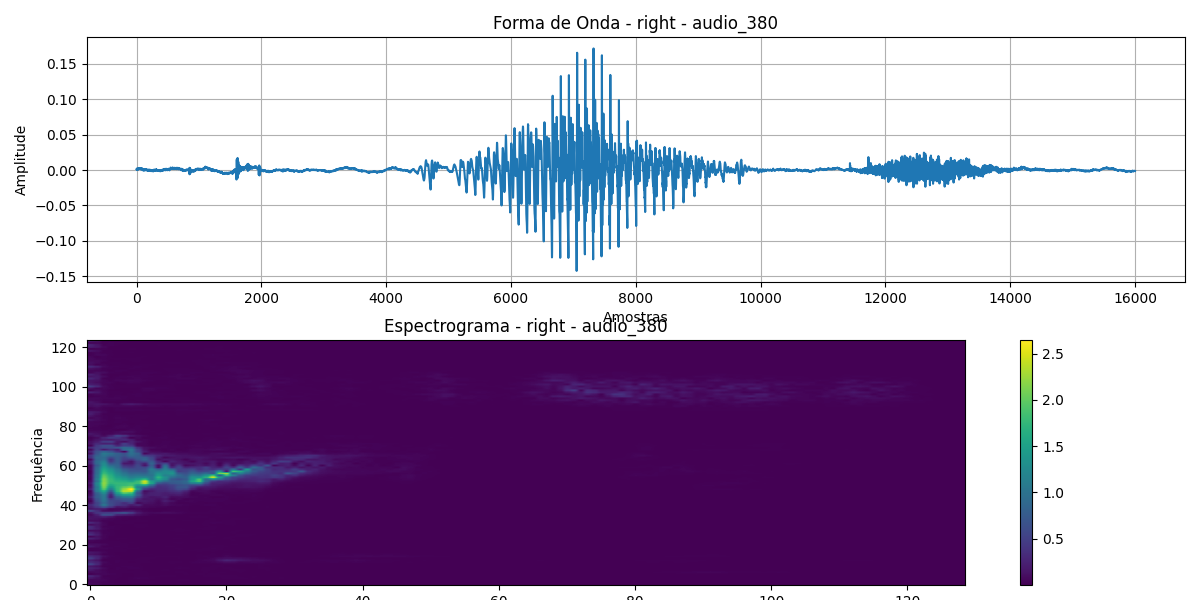 Forma de Onda - right - audio_380
Amplitude
0.15
0.10
0.05
0.00
−0.05
−0.10
−0.15
0 2000 4000 6000 8000 10000 12000 14000 16000
Amostras
Espectrograma - right - audio_380
Frequência
120
100
80
60
40
20
0
2.5
2.0
1.5
1.0
0.5
0 20 40 60 80 100 120